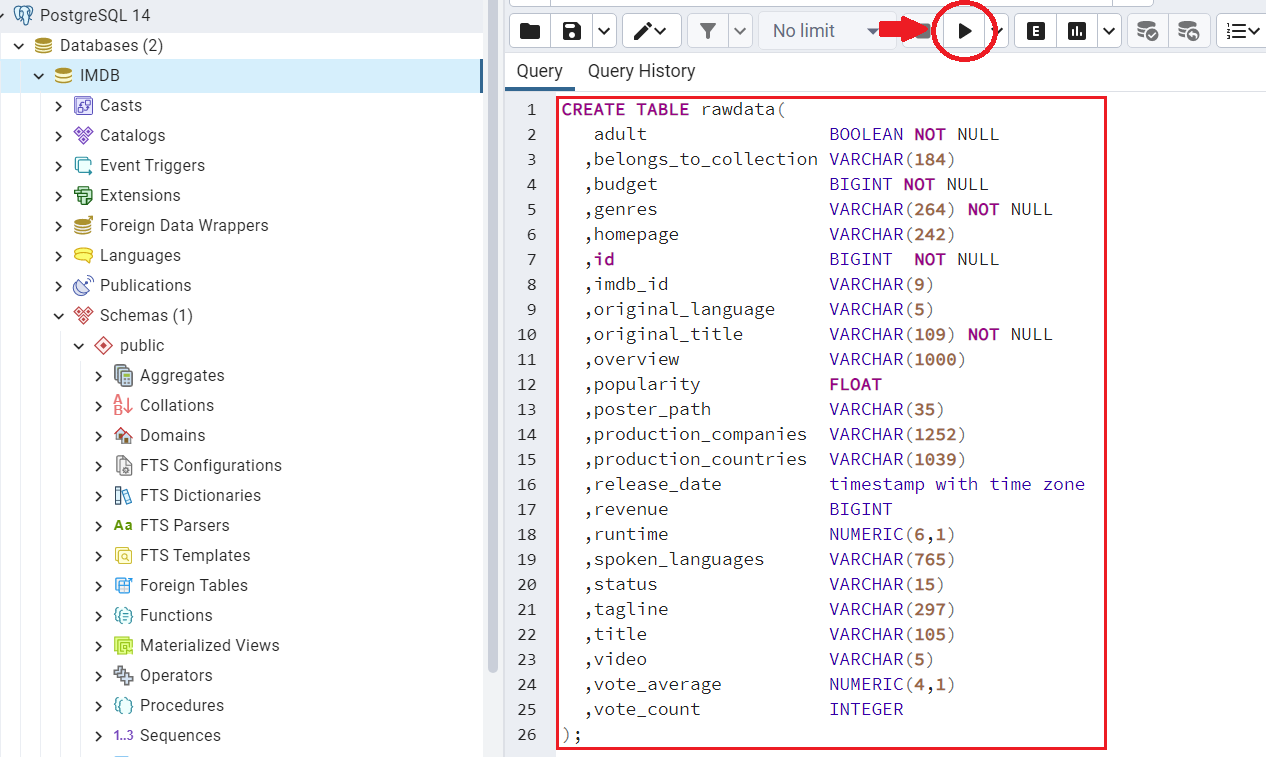 PostgreSQL 14
Databases (2)
IMDB
Casts
Catalogs
Event Triggers
Extensions
Foreign Data Wrappers
Languages
Publications
Schemas (1)
public
Aggregates
Collations
Domains
FTS Configurations
FTS Dictionaries
Aa FTS Parsers
FTS Templates
Foreign Tables
Functions
Materialized Views
Operators
Procedures
1..3 Sequences
No limit
E
Query Query History
1 CREATE TABLE rawdata(
2 adult BOOLEAN NOT NULL
3 ,belongs_to_collection VARCHAR(184)
4 ,budget BIGINT NOT NULL
5 ,genres VARCHAR(264) NOT NULL
6 ,homepage VARCHAR(242)
7 ,id BIGINT NOT NULL
8 ,imdb_id VARCHAR(9)
9 ,original_language VARCHAR(5)
10 ,original_title VARCHAR(109) NOT NULL
11 ,overview VARCHAR(1000)
12 ,popularity FLOAT
13 ,poster_path VARCHAR(35)
14 ,production_companies VARCHAR(1252)
15 ,production_countries VARCHAR(1039)
16 ,release_date timestamp with time zone
17 ,revenue BIGINT
18 ,runtime NUMERIC(6,1)
19 ,spoken_languages VARCHAR(765)
20 ,status VARCHAR(15)
21 ,tagline VARCHAR(297)
22 ,title VARCHAR(105)
23 ,video VARCHAR(5)
24 ,vote_average NUMERIC(4,1)
25 ,vote_count INTEGER
26 );